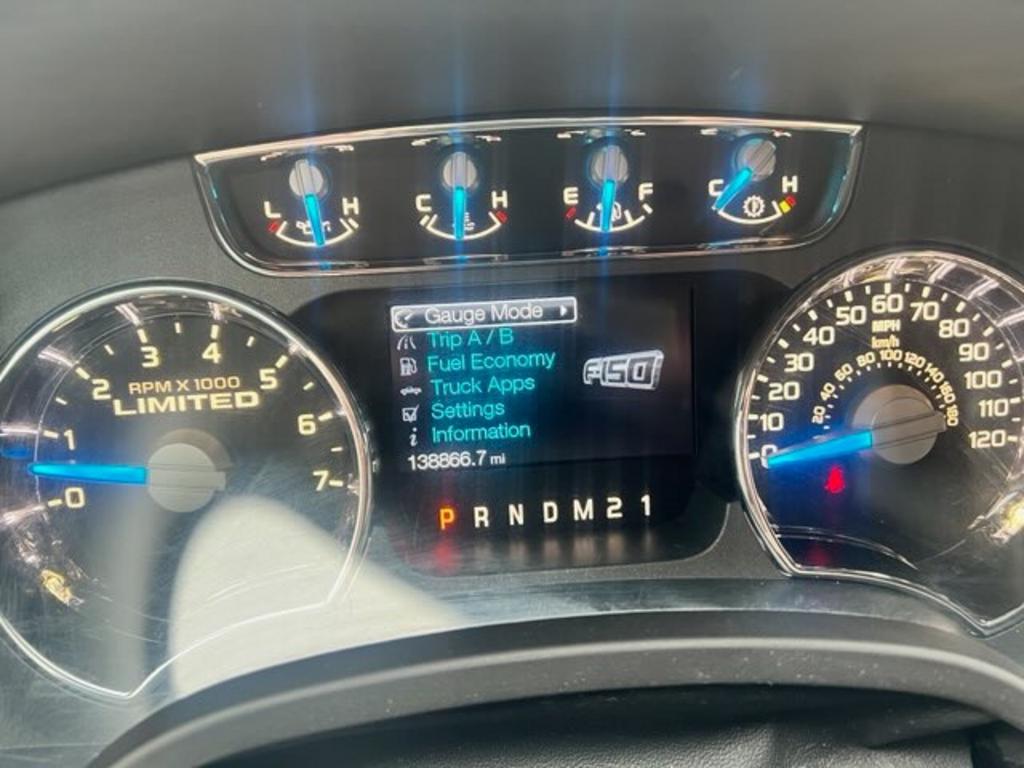 L H C H E F C H
Gauge Mode
Trip A / B
Fuel Economy
Truck Apps
Settings
Information
138866.7 mi
F150
P R N D M 2 1
0 1 2 3 4 5 6 7
RPM X 1000
LIMITED
0 10 20 30 40 50 60 70 80 90 100 110 120
MPH
km/h
20 40 60 80 100 120 140 160 180